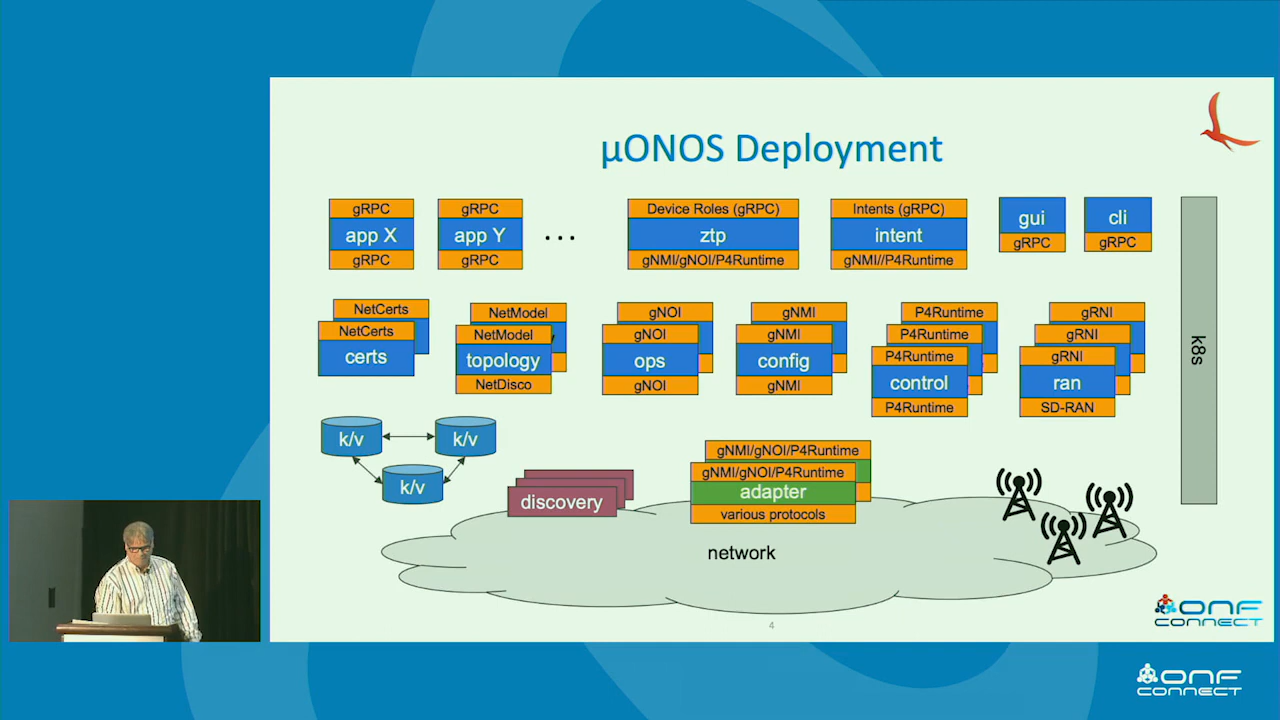 µONOS Deployment
gRPC
app X
gRPC
gRPC
app Y
gRPC
...
Device Roles (gRPC)
ztp
gNMI/gNOI/P4Runtime
Intents (gRPC)
intent
gNMI//P4Runtime
gui
gRPC
cli
gRPC
k8s
NetCerts
NetCerts
certs
NetModel
NetModel
topology
NetDisco
gNOI
gNOI
ops
gNOI
gNMI
gNMI
config
gNMI
P4Runtime
P4Runtime
P4Runtime
control
P4Runtime
gRNI
gRNI
gRNI
ran
SD-RAN
k/v
k/v
k/v
discovery
gNMI/gNOI/P4Runtime
gNMI/gNOI/P4Runtime
adapter
various protocols
network
4
ONF
CONNECT
ONF
CONNECT